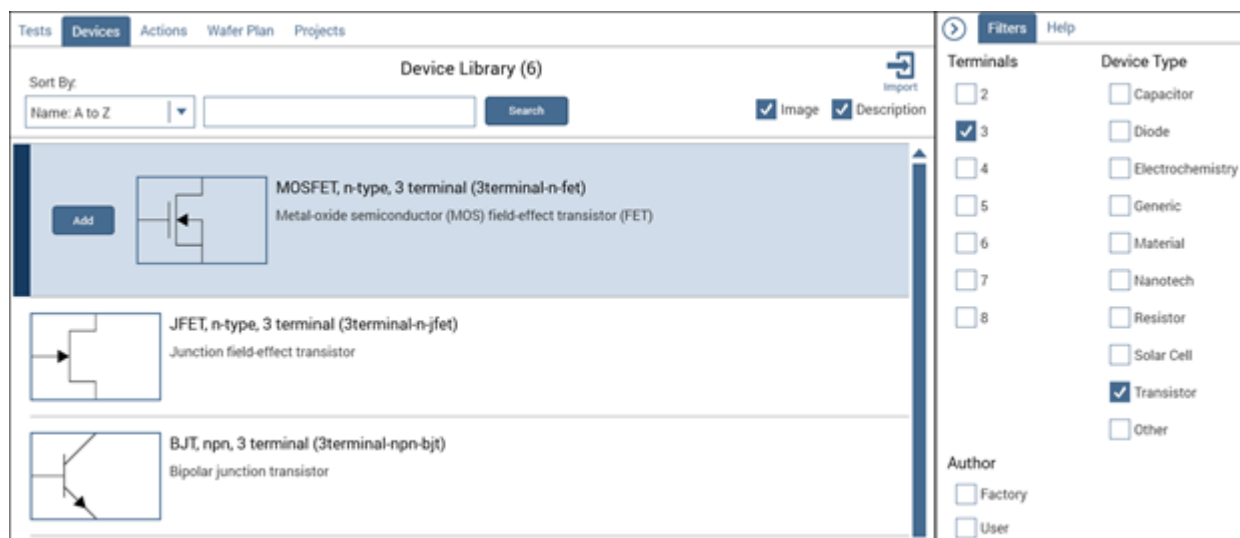 Tests Devices Actions Wafer Plan Projects
Device Library (6)
Import
Sort By:
Name: A to Z
Search
Image
Description
Add
MOSFET, n-type, 3 terminal (3terminal-n-fet)
Metal-oxide semiconductor (MOS) field-effect transistor (FET)
JFET, n-type, 3 terminal (3terminal-n-jfet)
Junction field-effect transistor
BJT, npn, 3 terminal (3terminal-npn-bjt)
Bipolar junction transistor
Filters Help
Terminals
2
3
4
5
6
7
8
Device Type
Capacitor
Diode
Electrochemistry
Generic
Material
Nanotech
Resistor
Solar Cell
Transistor
Other
Author
Factory
User